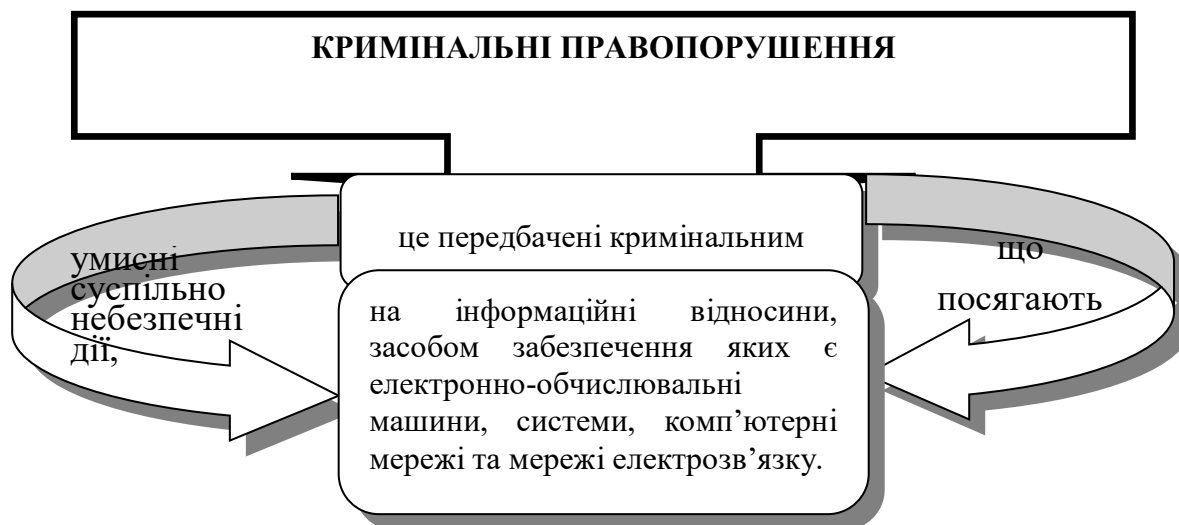 КРИМІНАЛЬНІ ПРАВОПОРУШЕННЯ
це передбачені кримінальним
умисні
суспільно
небезпечні
дії,
що
посягають
на інформаційні відносини,
засобом забезпечення яких є
електронно-обчислювальні
машини, системи, комп’ютерні
мережі та мережі електрозв’язку.